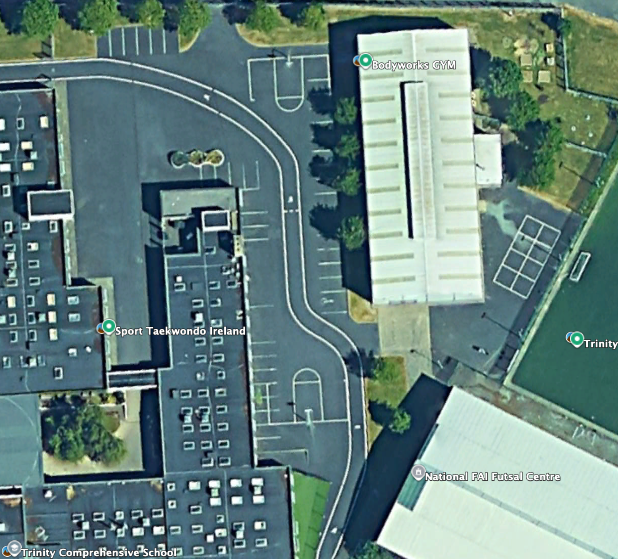 Bodyworks GYM
Sport Taekwondo Ireland
Trinity
National FAI Futsal Centre
Trinity Comprehensive School